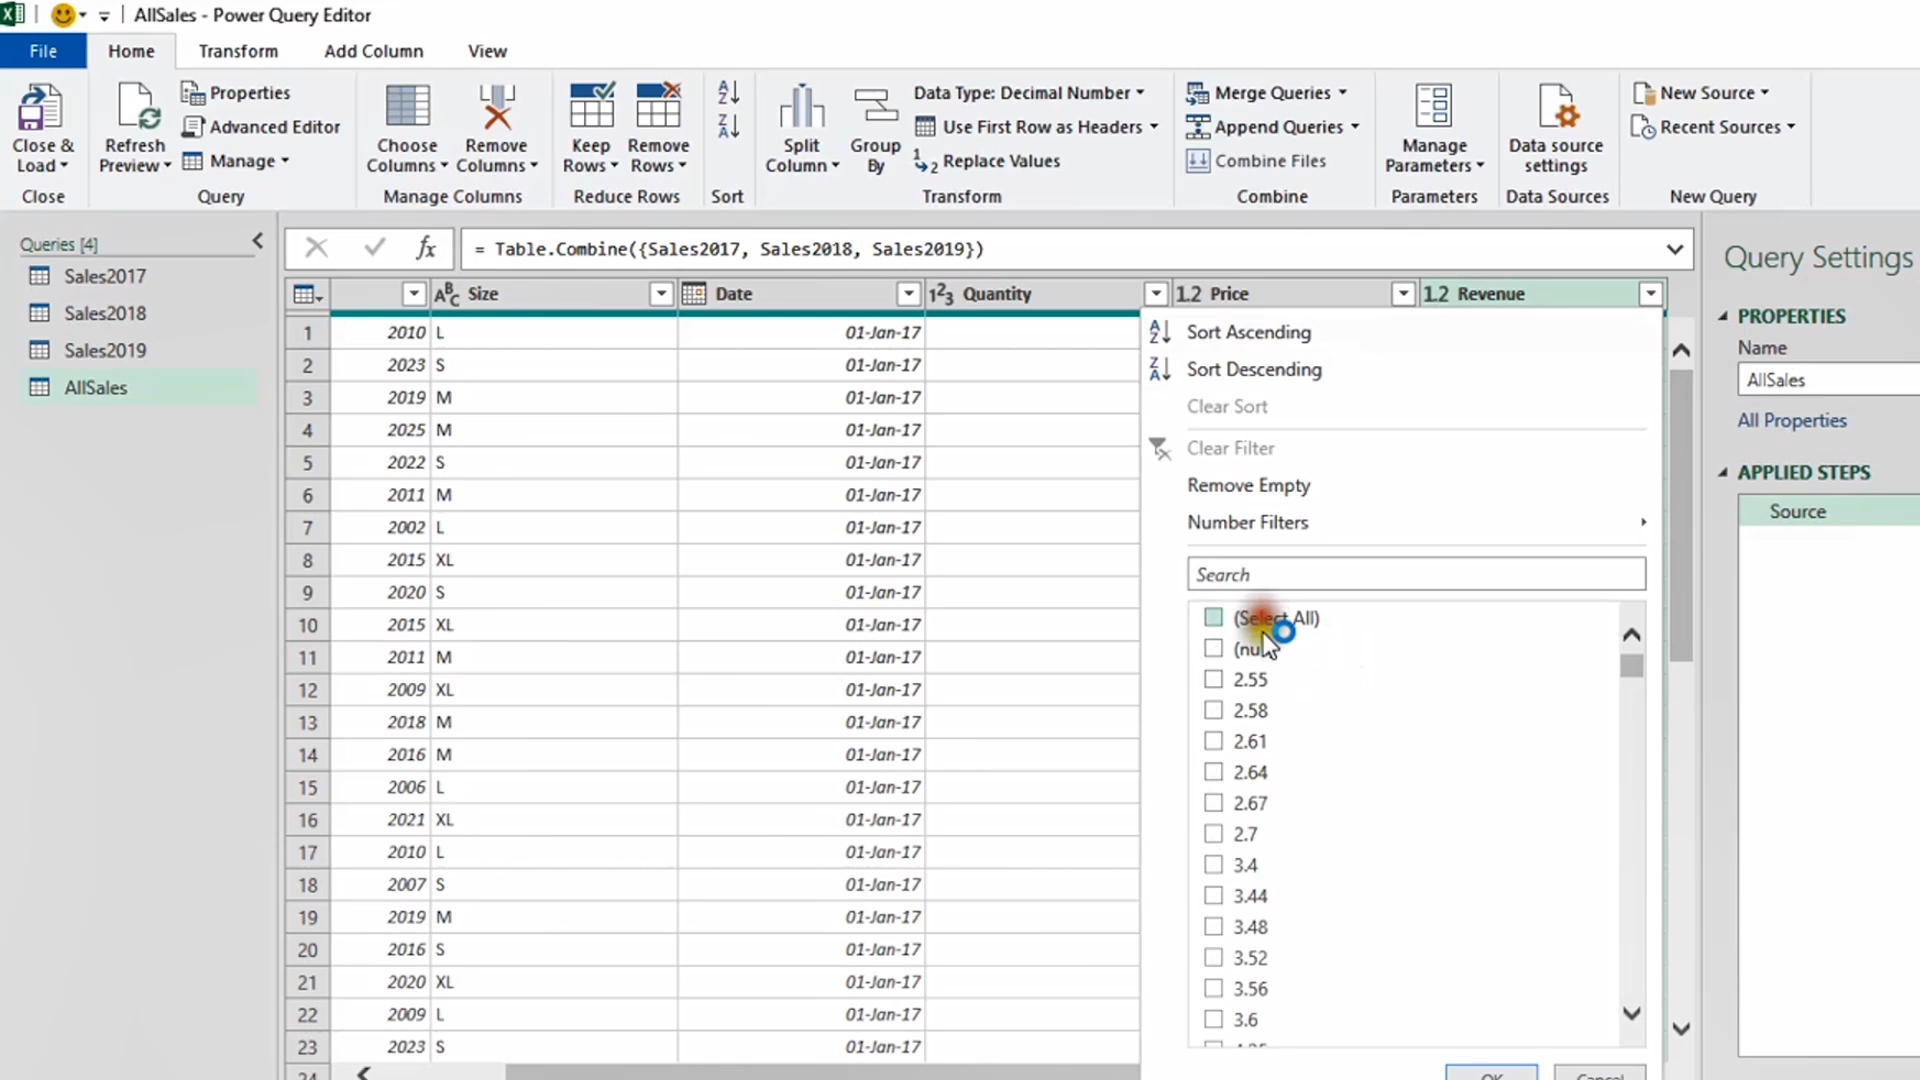 AllSales - Power Query Editor
File Home Transform Add Column View
Close & Load
Close
Refresh Preview
Properties
Advanced Editor
Manage
Query
Choose Columns
Remove Columns
Manage Columns
Keep Rows
Remove Rows
Reduce Rows
Sort
Split Column
Group By
Data Type: Decimal Number
Use First Row as Headers
Replace Values
Transform
Merge Queries
Append Queries
Combine Files
Combine
Manage Parameters
Parameters
Data source settings
Data Sources
New Source
Recent Sources
New Query
Queries [4]
Sales2017
Sales2018
Sales2019
AllSales
fx = Table.Combine({Sales2017, Sales2018, Sales2019})
ABC Size Date 123 Quantity 1.2 Price 1.2 Revenue
1 2010 L 01-Jan-17
2 2023 S 01-Jan-17
3 2019 M 01-Jan-17
4 2025 M 01-Jan-17
5 2022 S 01-Jan-17
6 2011 M 01-Jan-17
7 2002 L 01-Jan-17
8 2015 XL 01-Jan-17
9 2020 S 01-Jan-17
10 2015 XL 01-Jan-17
11 2011 M 01-Jan-17
12 2009 XL 01-Jan-17
13 2018 M 01-Jan-17
14 2016 M 01-Jan-17
15 2006 L 01-Jan-17
16 2021 XL 01-Jan-17
17 2010 L 01-Jan-17
18 2007 S 01-Jan-17
19 2019 M 01-Jan-17
20 2016 S 01-Jan-17
21 2020 XL 01-Jan-17
22 2009 L 01-Jan-17
23 2023 S 01-Jan-17
24
Sort Ascending
Sort Descending
Clear Sort
Clear Filter
Remove Empty
Number Filters
Search
(Select All)
2.55
2.58
2.61
2.64
2.67
2.7
3.4
3.44
3.48
3.52
3.56
3.6
OK Cancel
Query Settings
PROPERTIES
Name
AllSales
All Properties
APPLIED STEPS
Source